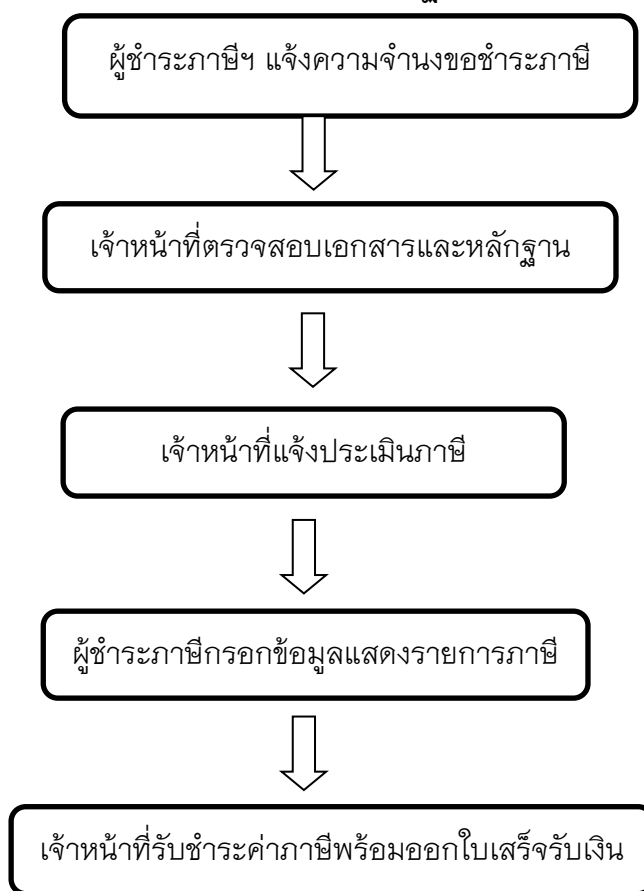 ผู้ชำระภาษีฯ แจ้งความจำนงขอชำระภาษี
เจ้าหน้าที่ตรวจสอบเอกสารและหลักฐาน
เจ้าหน้าที่แจ้งประเมินภาษี
ผู้ชำระภาษีกรอกข้อมูลแสดงรายการภาษี
เจ้าหน้าที่รับชำระค่าภาษีพร้อมออกใบเสร็จรับเงิน